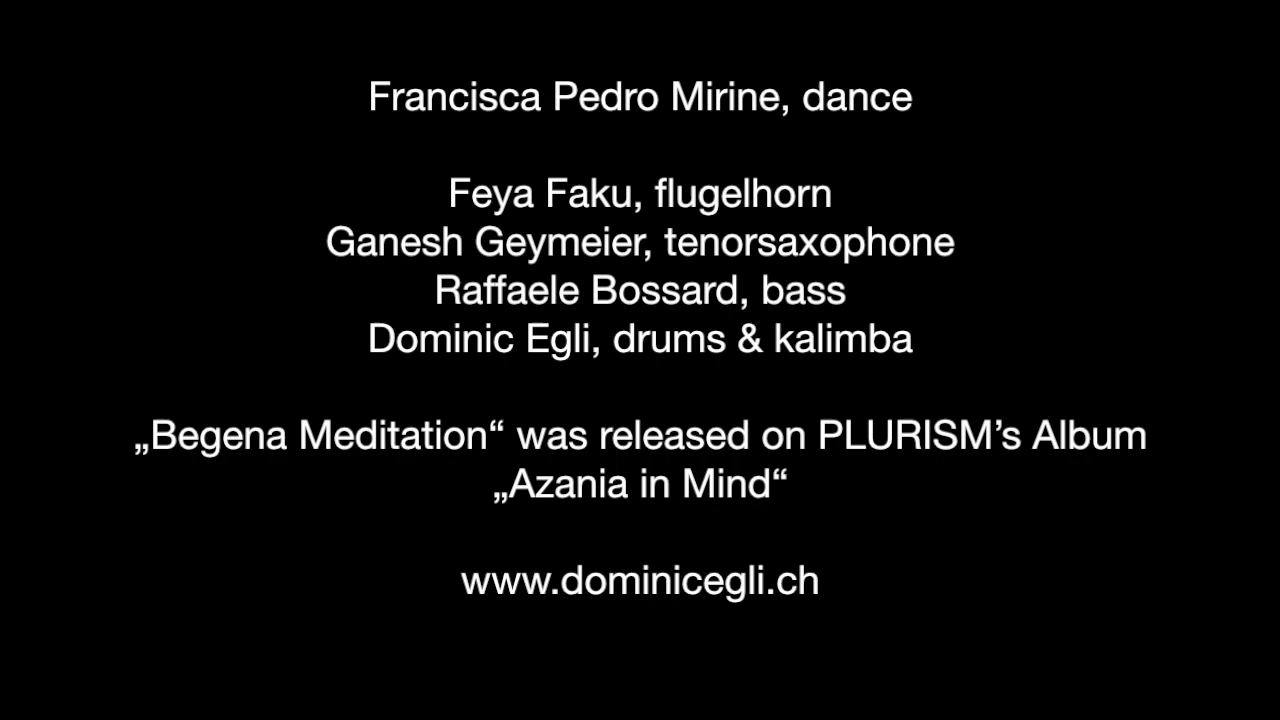 Francisca Pedro Mirine, dance
Feya Faku, flugelhorn
Ganesh Geymeier, tenorsaxophone
Raffaele Bossard, bass
Dominic Egli, drums & kalimba
„Begena Meditation“ was released on PLURISM’s Album
„Azania in Mind“
www.dominicegli.ch